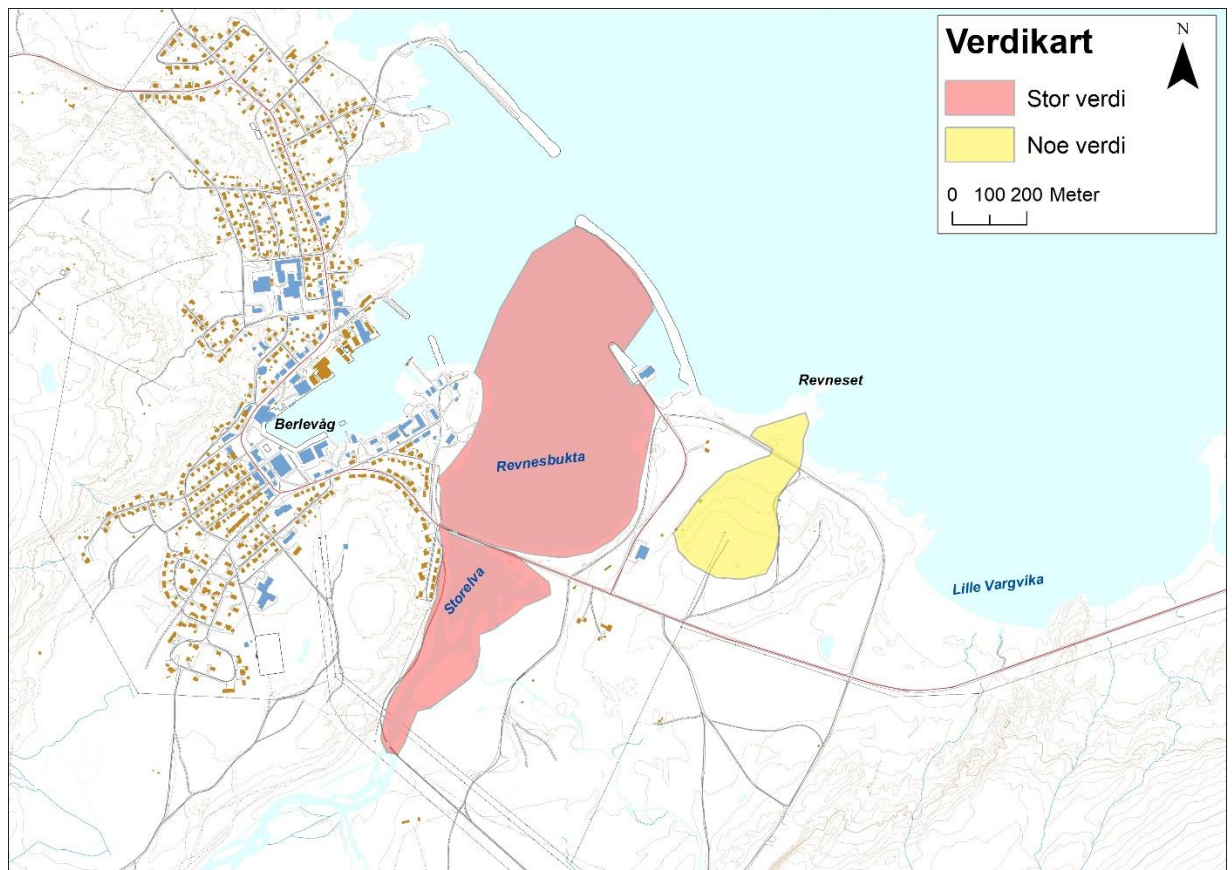 Verdikart
N
Stor verdi
Noe verdi
0 100 200 Meter
Revneset
Berlevåg
Revnesbukta
Storelva
Lille Vargvika